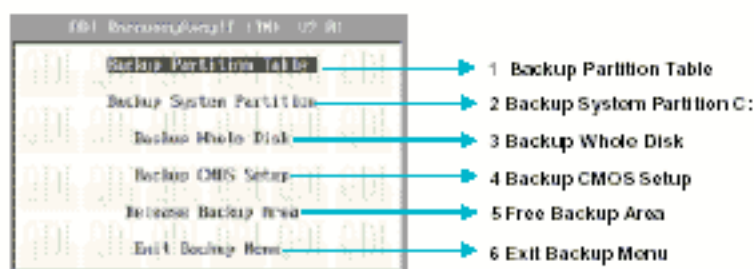 Backup Partition Table
1 Backup Partition Table
Backup System Partition
2 Backup System Partition C:
Backup Whole Disk
3 Backup Whole Disk
Backup CMOS Setup
4 Backup CMOS Setup
Release Backup Area
5 Free Backup Area
Exit Backup Menu
6 Exit Backup Menu